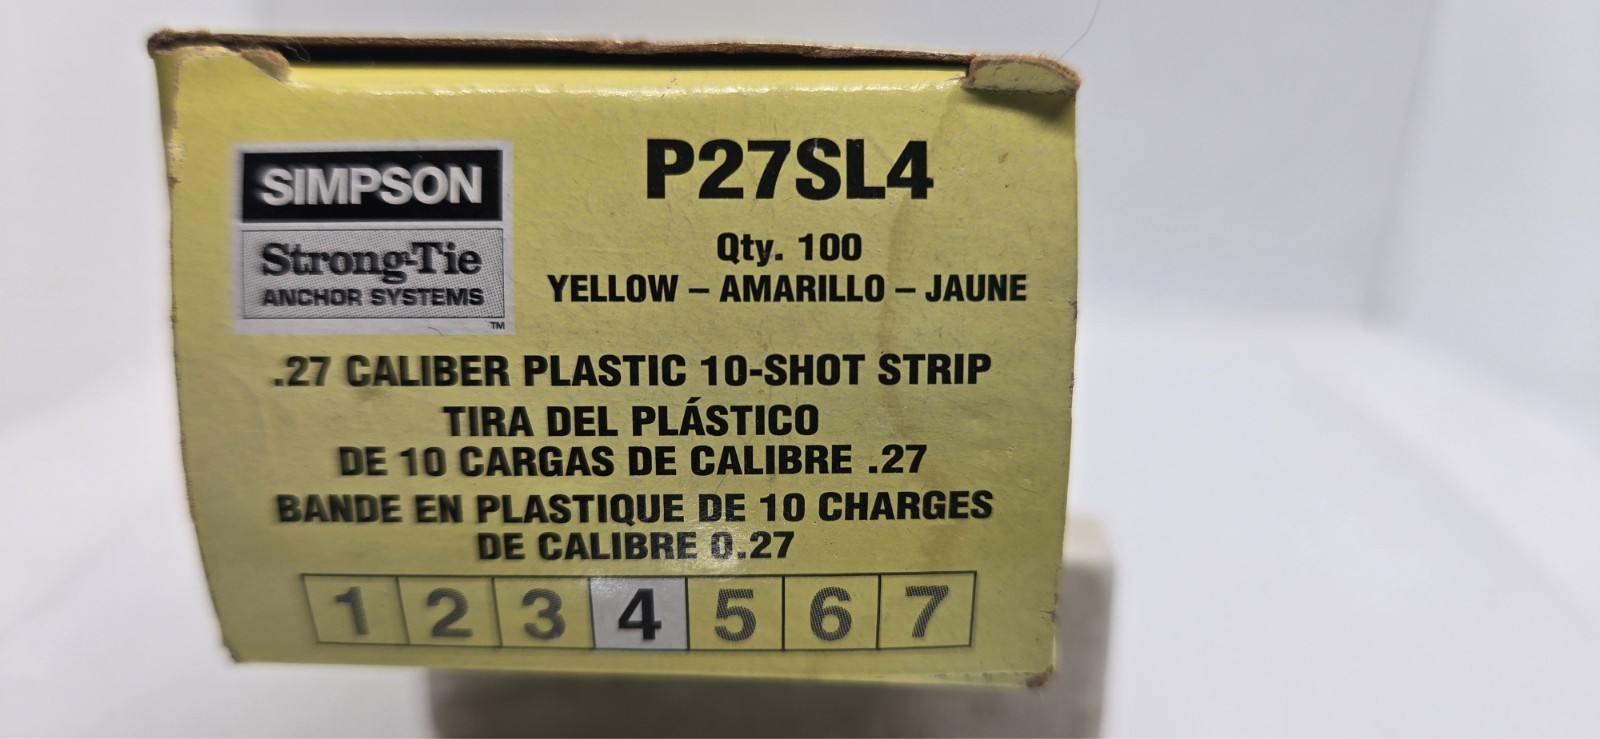 SIMPSON
Strong-Tie
ANCHOR SYSTEMS
TM
P27SL4
Qty. 100
YELLOW – AMARILLO – JAUNE
.27 CALIBER PLASTIC 10-SHOT STRIP
TIRA DEL PLÁSTICO
DE 10 CARGAS DE CALIBRE .27
BANDE EN PLASTIQUE DE 10 CHARGES
DE CALIBRE 0.27
1 2 3 4 5 6 7